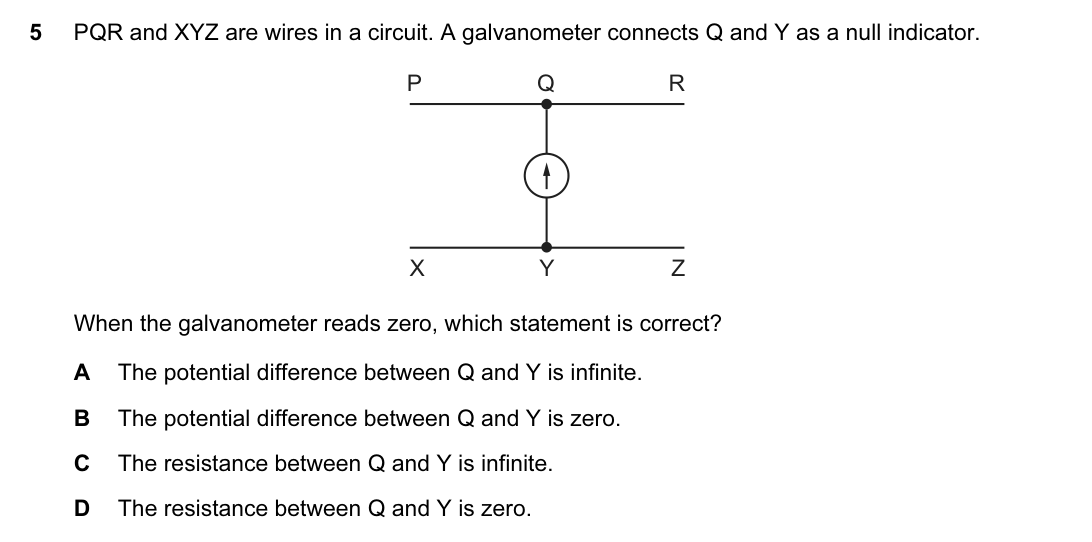 5 PQR and XYZ are wires in a circuit. A galvanometer connects Q and Y as a null indicator.
P Q R
X Y Z
When the galvanometer reads zero, which statement is correct?
A The potential difference between Q and Y is infinite.
B The potential difference between Q and Y is zero.
C The resistance between Q and Y is infinite.
D The resistance between Q and Y is zero.